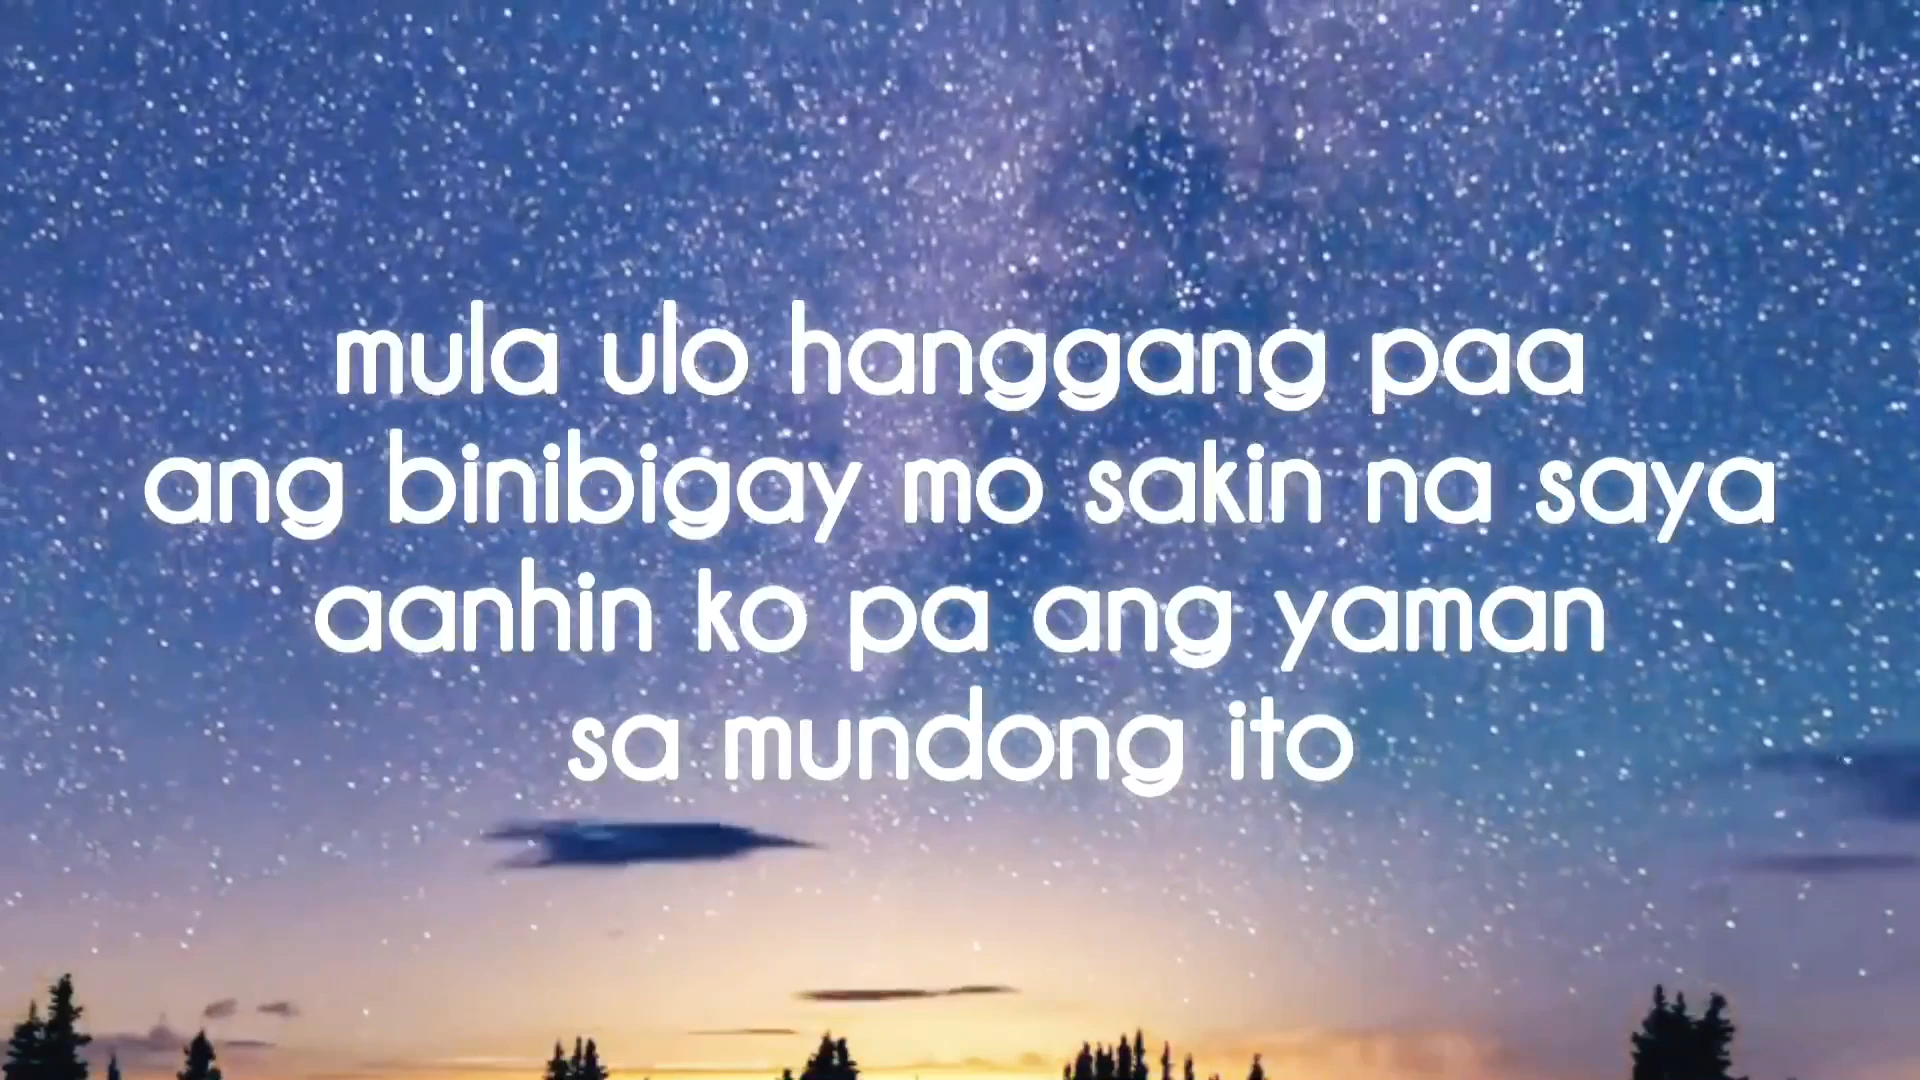 mula ulo hanggang paa
ang binibigay mo sakin na saya
aanhin ko pa ang yaman
sa mundong ito